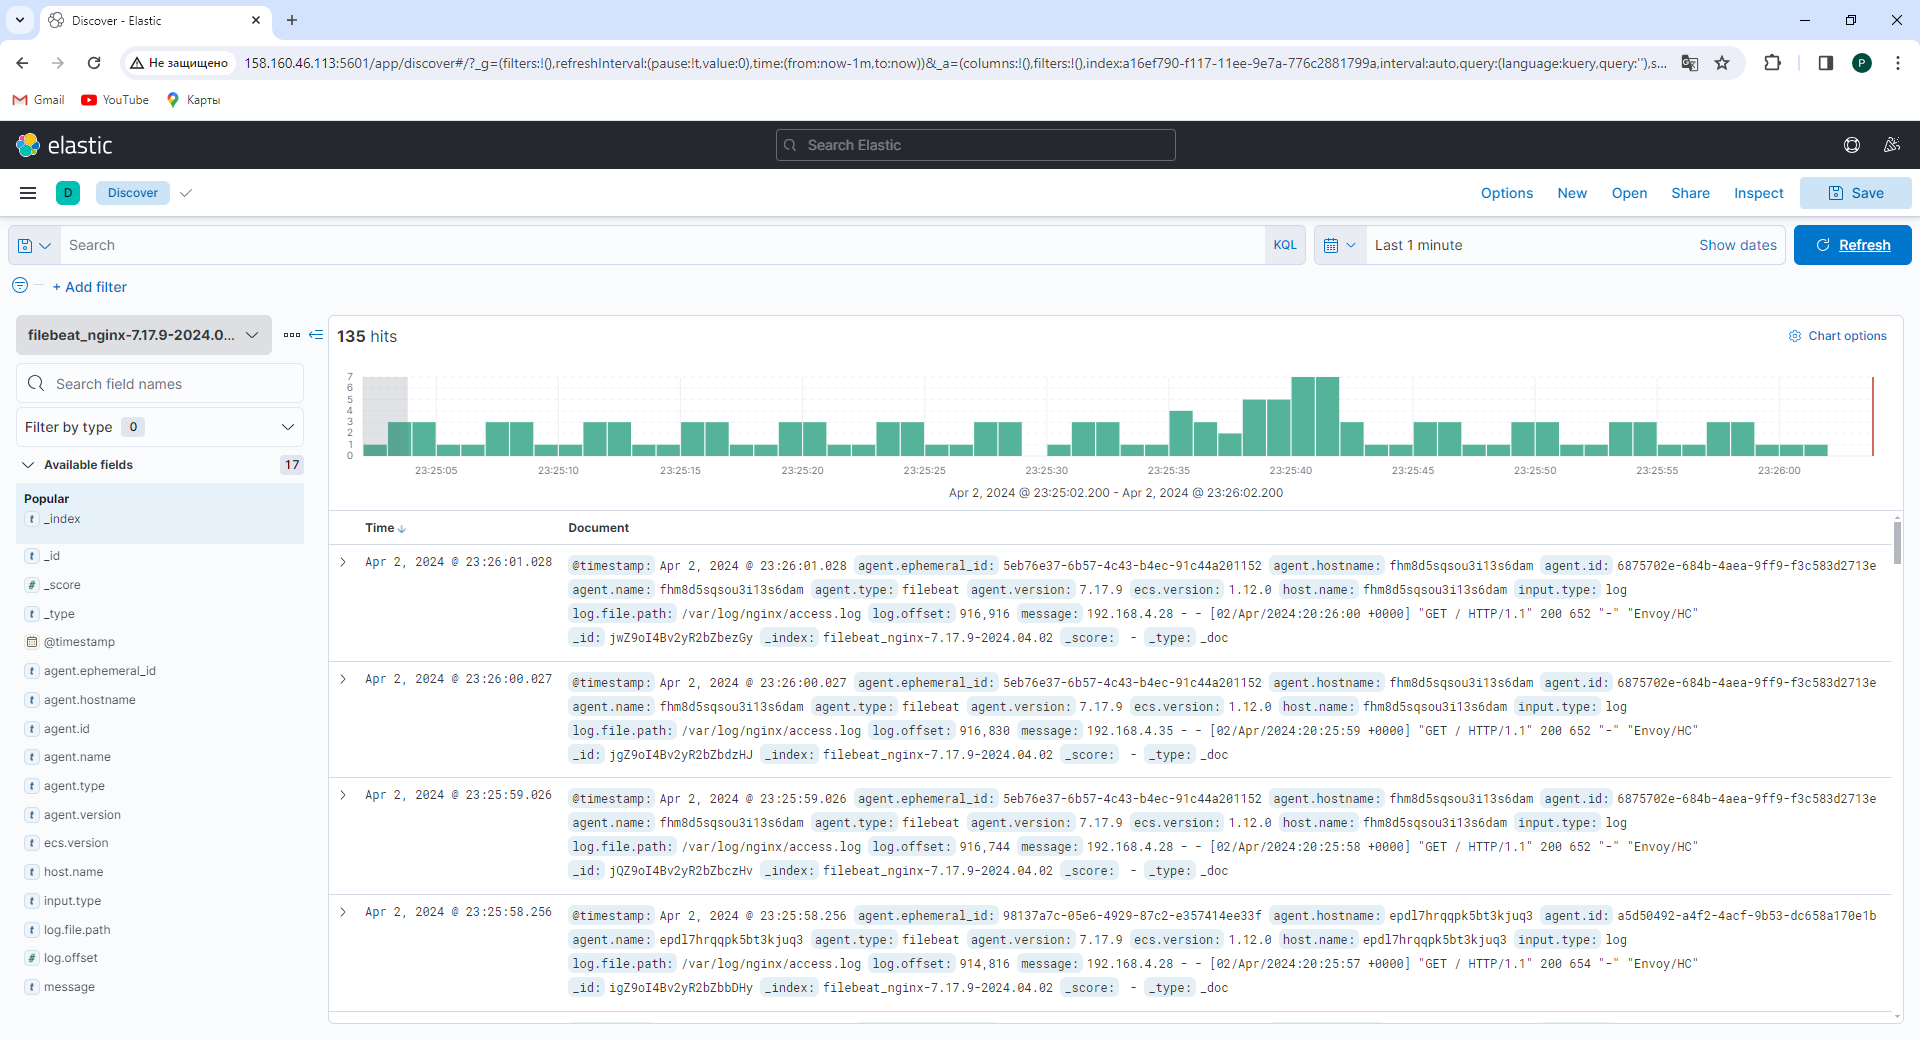 Discover - Elastic
Не защищено 158.160.46.113:5601/app/discover#/?_g=(filters:!(),refreshInterval:(pause:!t,value:0),time:(from:now-1m,to:now))&_a=(columns:!(),filters:!(),index:a16ef790-f117-11ee-9e7a-776c2881799a,interval:auto,query:(language:kuery,query:''),s... P
Gmail YouTube Карты
elastic Search Elastic
D Discover Options New Open Share Inspect Save
Search KQL Last 1 minute Show dates Refresh
+ Add filter
filebeat_nginx-7.17.9-2024.0...
Search field names
Filter by type 0
Available fields 17
Popular
t _index
t _id
# _score
t _type
@timestamp
t agent.ephemeral_id
t agent.hostname
t agent.id
t agent.name
t agent.type
t agent.version
t ecs.version
t host.name
t input.type
t log.file.path
# log.offset
t message
135 hits Chart options
7
6
5
4
3
2
1
0
23:25:05 23:25:10 23:25:15 23:25:20 23:25:25 23:25:30 23:25:35 23:25:40 23:25:45 23:25:50 23:25:55 23:26:00
Apr 2, 2024 @ 23:25:02.200 - Apr 2, 2024 @ 23:26:02.200
Time Document
Apr 2, 2024 @ 23:26:01.028 @timestamp: Apr 2, 2024 @ 23:26:01.028 agent.ephemeral_id: 5eb76e37-6b57-4c43-b4ec-91c44a201152 agent.hostname: fhm8d5sqsou3i13s6dam agent.id: 6875702e-684b-4aea-9ff9-f3c583d2713e
agent.name: fhm8d5sqsou3i13s6dam agent.type: filebeat agent.version: 7.17.9 ecs.version: 1.12.0 host.name: fhm8d5sqsou3i13s6dam input.type: log
log.file.path: /var/log/nginx/access.log log.offset: 916,916 message: 192.168.4.28 - - [02/Apr/2024:20:26:00 +0000] "GET / HTTP/1.1" 200 652 "-" "Envoy/HC"
_id: jwZ9oI4Bv2yR2bZbezGy _index: filebeat_nginx-7.17.9-2024.04.02 _score: - _type: _doc
Apr 2, 2024 @ 23:26:00.027 @timestamp: Apr 2, 2024 @ 23:26:00.027 agent.ephemeral_id: 5eb76e37-6b57-4c43-b4ec-91c44a201152 agent.hostname: fhm8d5sqsou3i13s6dam agent.id: 6875702e-684b-4aea-9ff9-f3c583d2713e
agent.name: fhm8d5sqsou3i13s6dam agent.type: filebeat agent.version: 7.17.9 ecs.version: 1.12.0 host.name: fhm8d5sqsou3i13s6dam input.type: log
log.file.path: /var/log/nginx/access.log log.offset: 916,830 message: 192.168.4.35 - - [02/Apr/2024:20:25:59 +0000] "GET / HTTP/1.1" 200 652 "-" "Envoy/HC"
_id: jgZ9oI4Bv2yR2bZbdzHJ _index: filebeat_nginx-7.17.9-2024.04.02 _score: - _type: _doc
Apr 2, 2024 @ 23:25:59.026 @timestamp: Apr 2, 2024 @ 23:25:59.026 agent.ephemeral_id: 5eb76e37-6b57-4c43-b4ec-91c44a201152 agent.hostname: fhm8d5sqsou3i13s6dam agent.id: 6875702e-684b-4aea-9ff9-f3c583d2713e
agent.name: fhm8d5sqsou3i13s6dam agent.type: filebeat agent.version: 7.17.9 ecs.version: 1.12.0 host.name: fhm8d5sqsou3i13s6dam input.type: log
log.file.path: /var/log/nginx/access.log log.offset: 916,744 message: 192.168.4.28 - - [02/Apr/2024:20:25:58 +0000] "GET / HTTP/1.1" 200 652 "-" "Envoy/HC"
_id: jQZ9oI4Bv2yR2bZbczHv _index: filebeat_nginx-7.17.9-2024.04.02 _score: - _type: _doc
Apr 2, 2024 @ 23:25:58.256 @timestamp: Apr 2, 2024 @ 23:25:58.256 agent.ephemeral_id: 98137a7c-05e6-4929-87c2-e357414ee33f agent.hostname: epdl7hrqqpk5bt3kjuq3 agent.id: a5d50492-a4f2-4acf-9b53-dc658a170e1b
agent.name: epdl7hrqqpk5bt3kjuq3 agent.type: filebeat agent.version: 7.17.9 ecs.version: 1.12.0 host.name: epdl7hrqqpk5bt3kjuq3 input.type: log
log.file.path: /var/log/nginx/access.log log.offset: 914,816 message: 192.168.4.28 - - [02/Apr/2024:20:25:57 +0000] "GET / HTTP/1.1" 200 654 "-" "Envoy/HC"
_id: igZ9oI4Bv2yR2bZbbDHy _index: filebeat_nginx-7.17.9-2024.04.02 _score: - _type: _doc